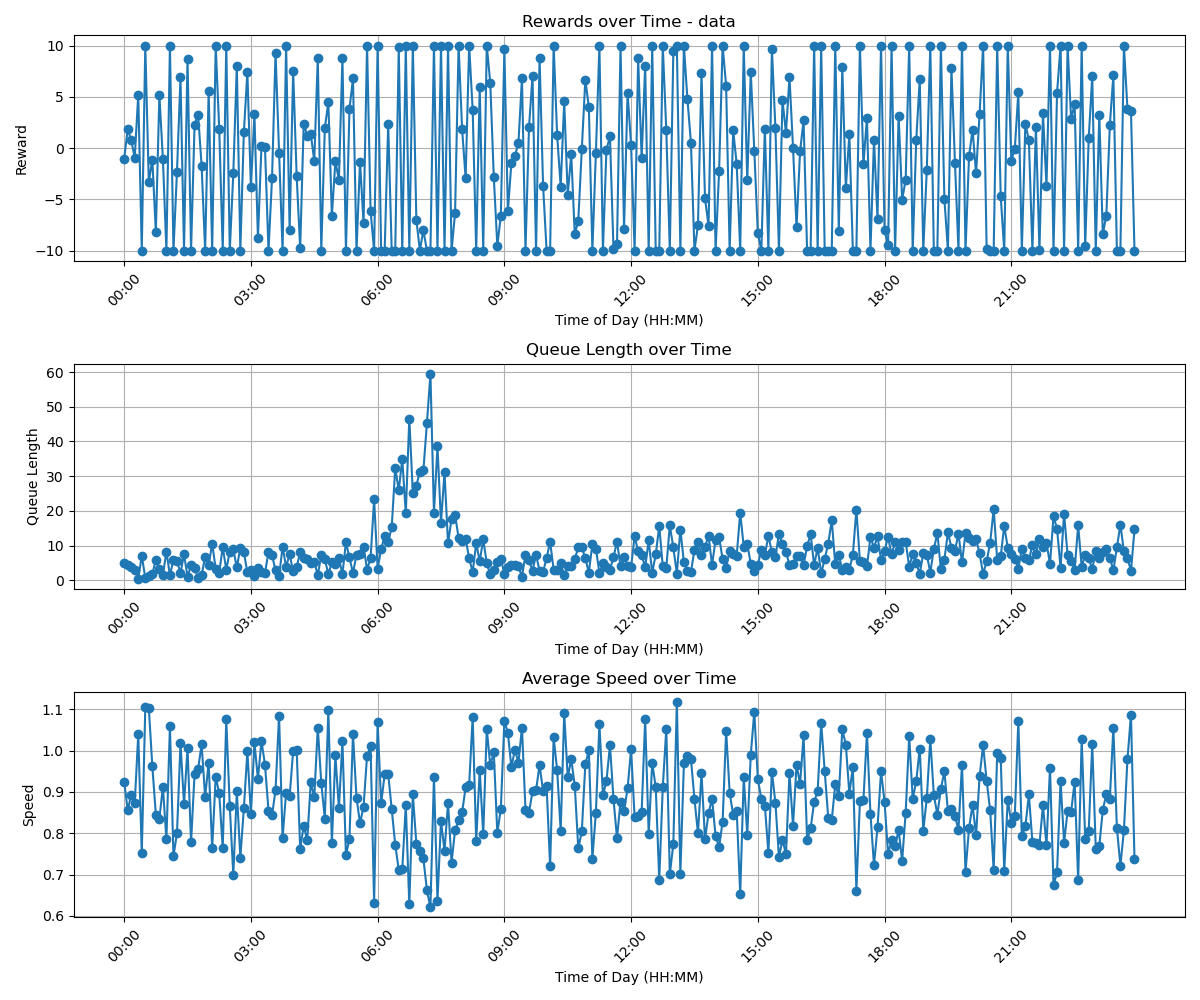 Rewards over Time - data
Reward
10
5
0
−5
−10
00:00 03:00 06:00 09:00 12:00 15:00 18:00 21:00
Time of Day (HH:MM)
Queue Length over Time
Queue Length
60
50
40
30
20
10
0
00:00 03:00 06:00 09:00 12:00 15:00 18:00 21:00
Time of Day (HH:MM)
Average Speed over Time
Speed
1.1
1.0
0.9
0.8
0.7
0.6
00:00 03:00 06:00 09:00 12:00 15:00 18:00 21:00
Time of Day (HH:MM)